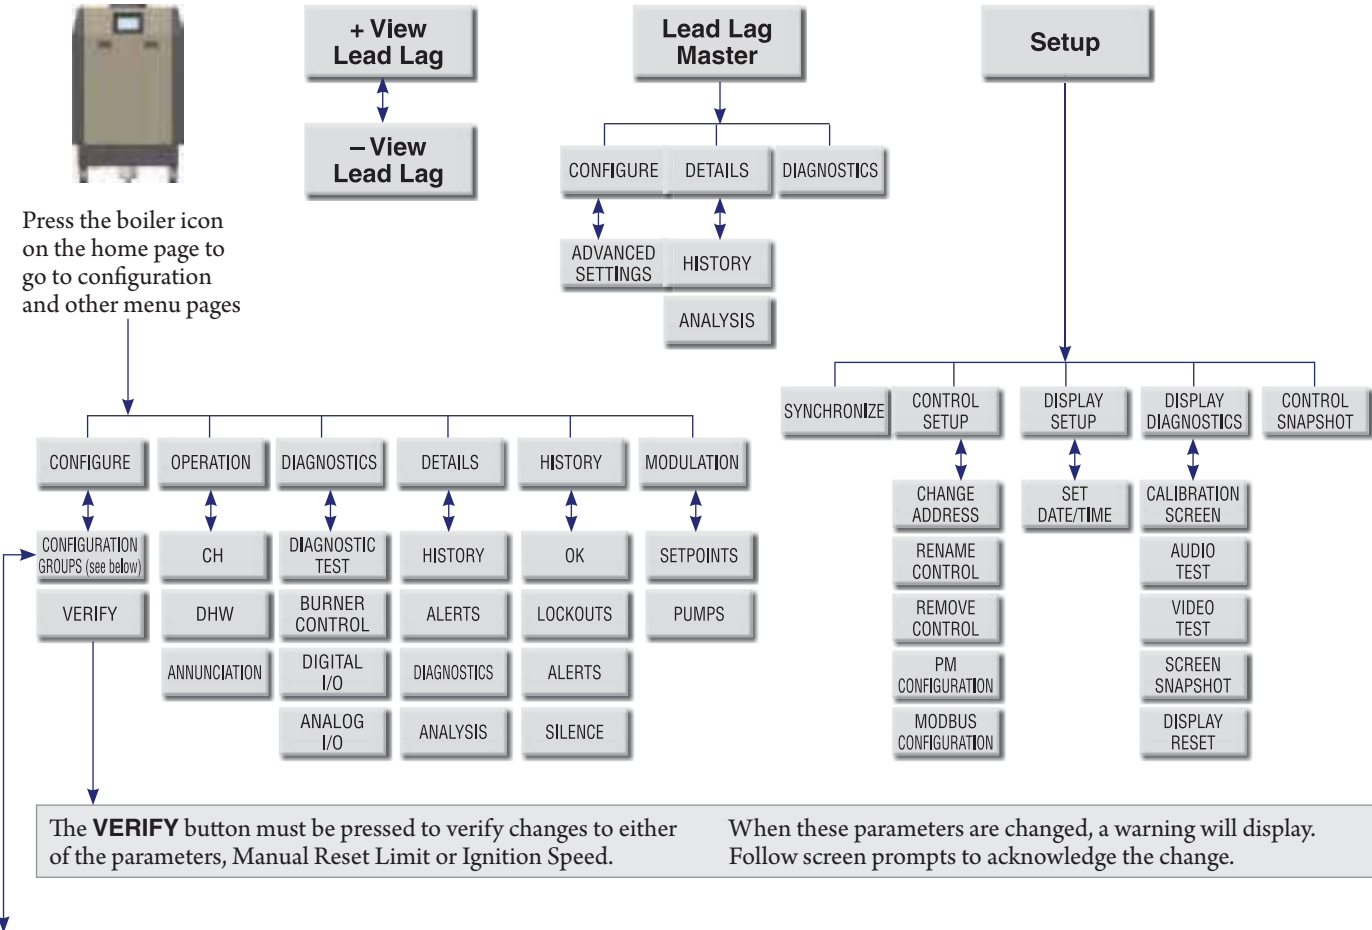 + View
Lead Lag
– View
Lead Lag
Lead Lag
Master
CONFIGURE
DETAILS
DIAGNOSTICS
ADVANCED
SETTINGS
HISTORY
ANALYSIS
Setup
Press the boiler icon
on the home page to
go to configuration
and other menu pages
SYNCHRONIZE
CONTROL
SETUP
DISPLAY
SETUP
DISPLAY
DIAGNOSTICS
CONTROL
SNAPSHOT
CHANGE
ADDRESS
RENAME
CONTROL
REMOVE
CONTROL
PM
CONFIGURATION
MODBUS
CONFIGURATION
SET
DATE/TIME
CALIBRATION
SCREEN
AUDIO
TEST
VIDEO
TEST
SCREEN
SNAPSHOT
DISPLAY
RESET
CONFIGURE
OPERATION
DIAGNOSTICS
DETAILS
HISTORY
MODULATION
CONFIGURATION
GROUPS (see below)
VERIFY
CH
DHW
ANNUNCIATION
DIAGNOSTIC
TEST
BURNER
CONTROL
DIGITAL
I/O
ANALOG
I/O
HISTORY
ALERTS
DIAGNOSTICS
ANALYSIS
OK
LOCKOUTS
ALERTS
SILENCE
SETPOINTS
PUMPS
The VERIFY button must be pressed to verify changes to either
of the parameters, Manual Reset Limit or Ignition Speed.
When these parameters are changed, a warning will display.
Follow screen prompts to acknowledge the change.